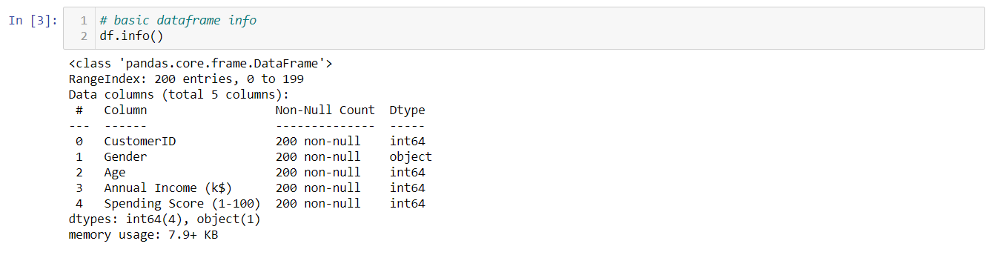 In [3]: 1 # basic dataframe info
2 df.info()
<class 'pandas.core.frame.DataFrame'>
RangeIndex: 200 entries, 0 to 199
Data columns (total 5 columns):
 #   Column                  Non-Null Count  Dtype
---  ------                  --------------  -----
 0   CustomerID              200 non-null    int64
 1   Gender                  200 non-null    object
 2   Age                     200 non-null    int64
 3   Annual Income (k$)      200 non-null    int64
 4   Spending Score (1-100)  200 non-null    int64
dtypes: int64(4), object(1)
memory usage: 7.9+ KB